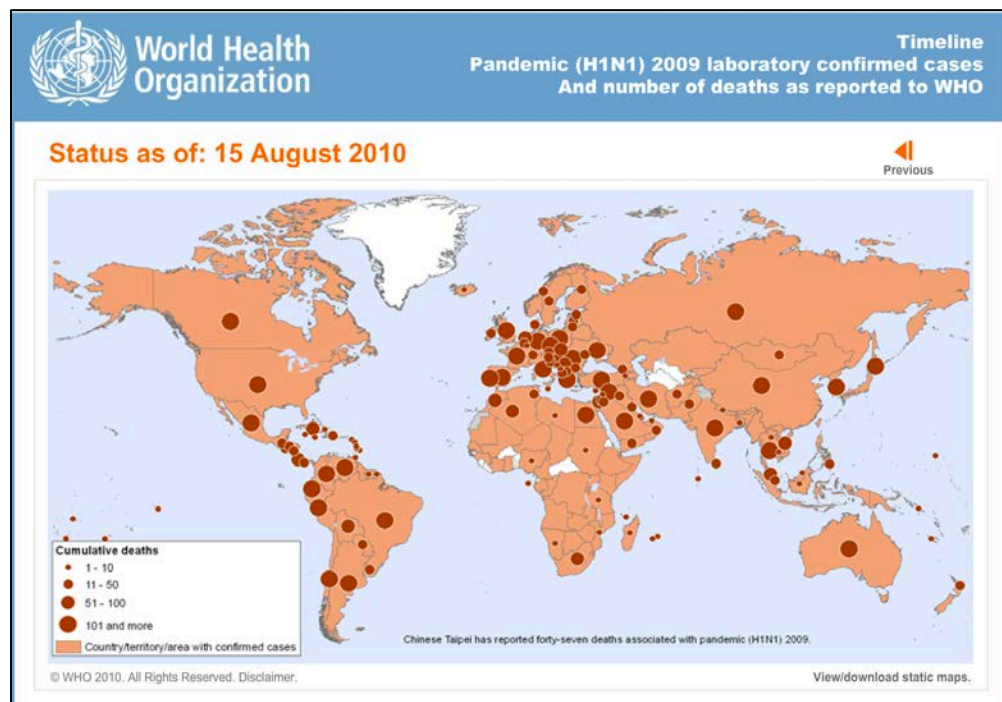 World Health
Organization
Timeline
Pandemic (H1N1) 2009 laboratory confirmed cases
And number of deaths as reported to WHO
Status as of: 15 August 2010
Previous
Cumulative deaths
1 - 10
11 - 50
51 - 100
101 and more
Country/territory/area with confirmed cases
Chinese Taipei has reported forty-seven deaths associated with pandemic (H1N1) 2009.
© WHO 2010. All Rights Reserved. Disclaimer.
View/download static maps.